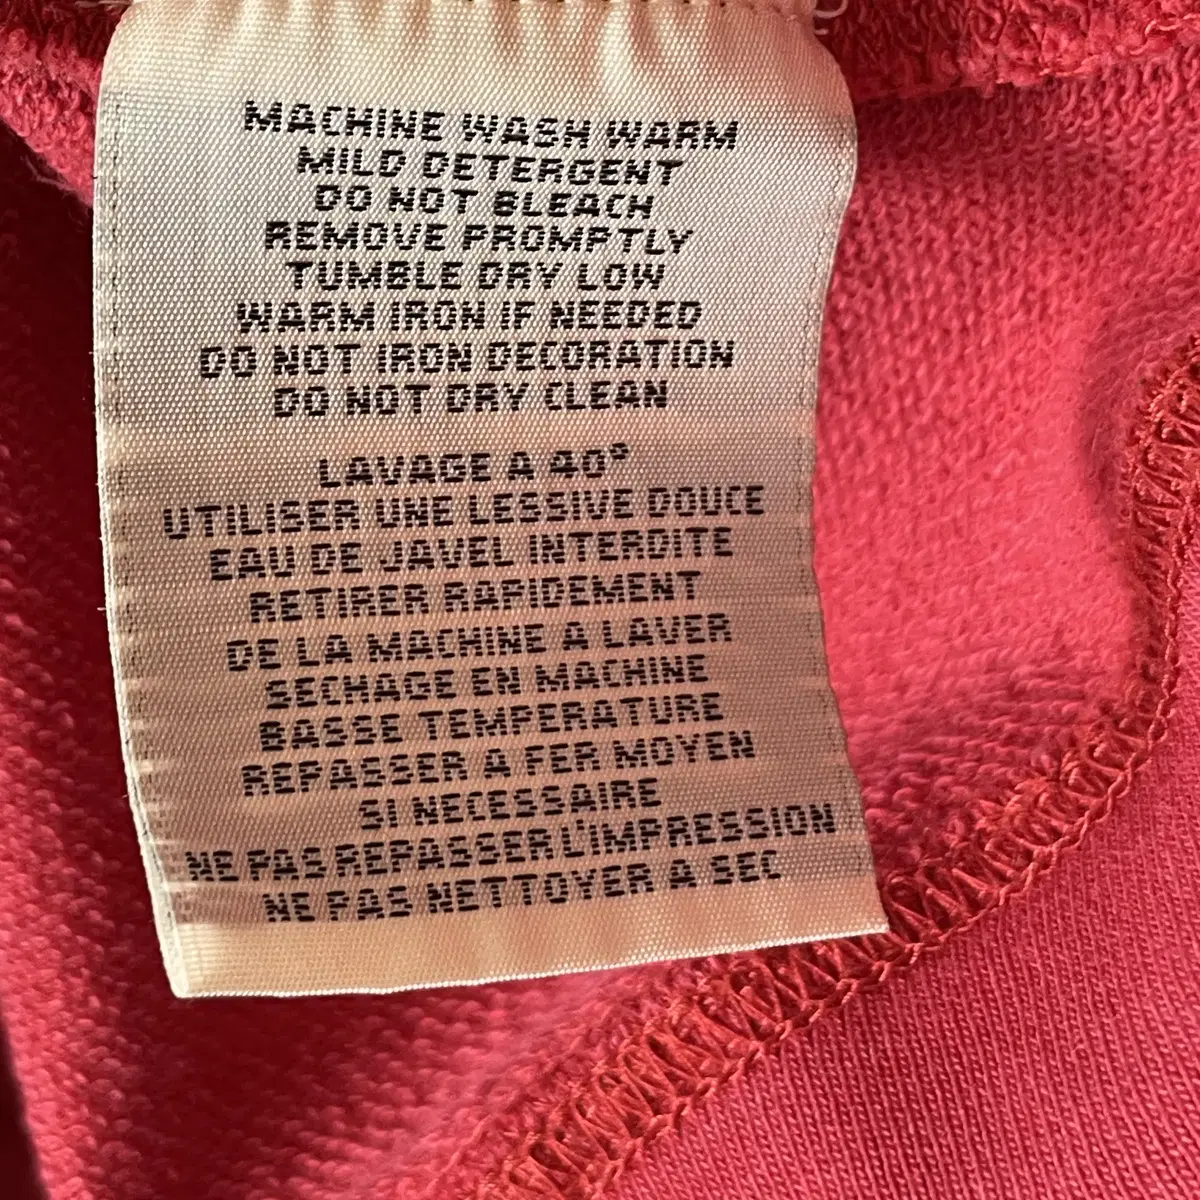 MACHINE WASH WARM
MILD DETERGENT
DO NOT BLEACH
REMOVE PROMPTLY
TUMBLE DRY LOW
WARM IRON IF NEEDED
DO NOT IRON DECORATION
DO NOT DRY CLEAN
LAVAGE A 40°
UTILISER UNE LESSIVE DOUCE
EAU DE JAVEL INTERDITE
RETIRER RAPIDEMENT
DE LA MACHINE A LAVER
SECHAGE EN MACHINE
BASSE TEMPERATURE
REPASSER A FER MOYEN
SI NECESSAIRE
NE PAS REPASSER L'IMPRESSION
NE PAS NETTOYER A SEC